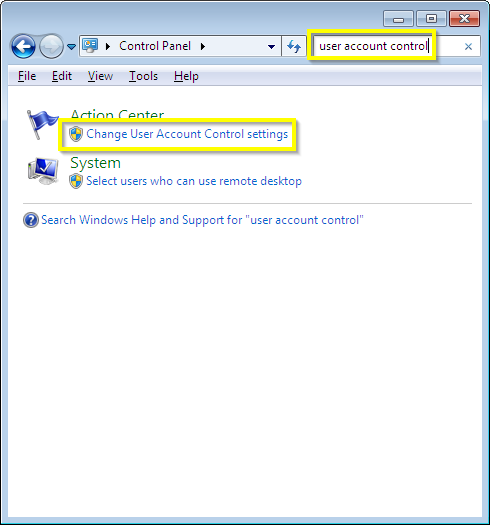 Control Panel
user account control
File Edit View Tools Help
Action Center
Change User Account Control settings
System
Select users who can use remote desktop
Search Windows Help and Support for "user account control"